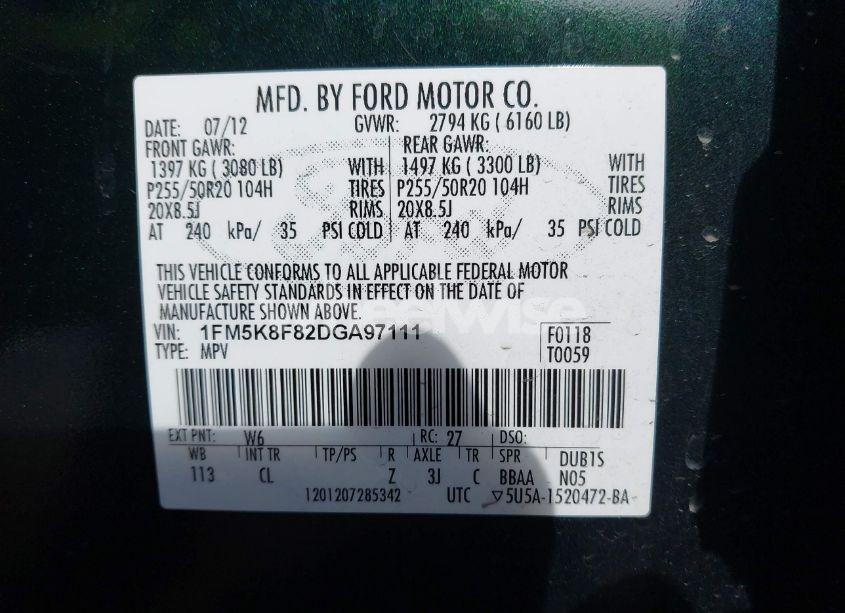 MFD. BY FORD MOTOR CO.
DATE: 07/12 GVWR: 2794 KG ( 6160 LB)
FRONT GAWR: REAR GAWR:
1397 KG ( 3080 LB) WITH 1497 KG ( 3300 LB) WITH
P255/50R20 104H TIRES P255/50R20 104H TIRES
20X8.5J RIMS 20X8.5J RIMS
AT 240 kPa/ 35 PSI COLD AT 240 kPa/ 35 PSI COLD
THIS VEHICLE CONFORMS TO ALL APPLICABLE FEDERAL MOTOR
VEHICLE SAFETY STANDARDS IN EFFECT ON THE DATE OF
MANUFACTURE SHOWN ABOVE.
VIN: 1FM5K8F82DGA97111 F0118
TYPE: MPV T0059
EXT PNT: W6 RC: 27 DSO:
WB INT TR TP/PS R AXLE TR SPR DUB1S
113 CL Z 3J C BBAA N05
1201207285342 UTC ▽5U5A-1520472-BA